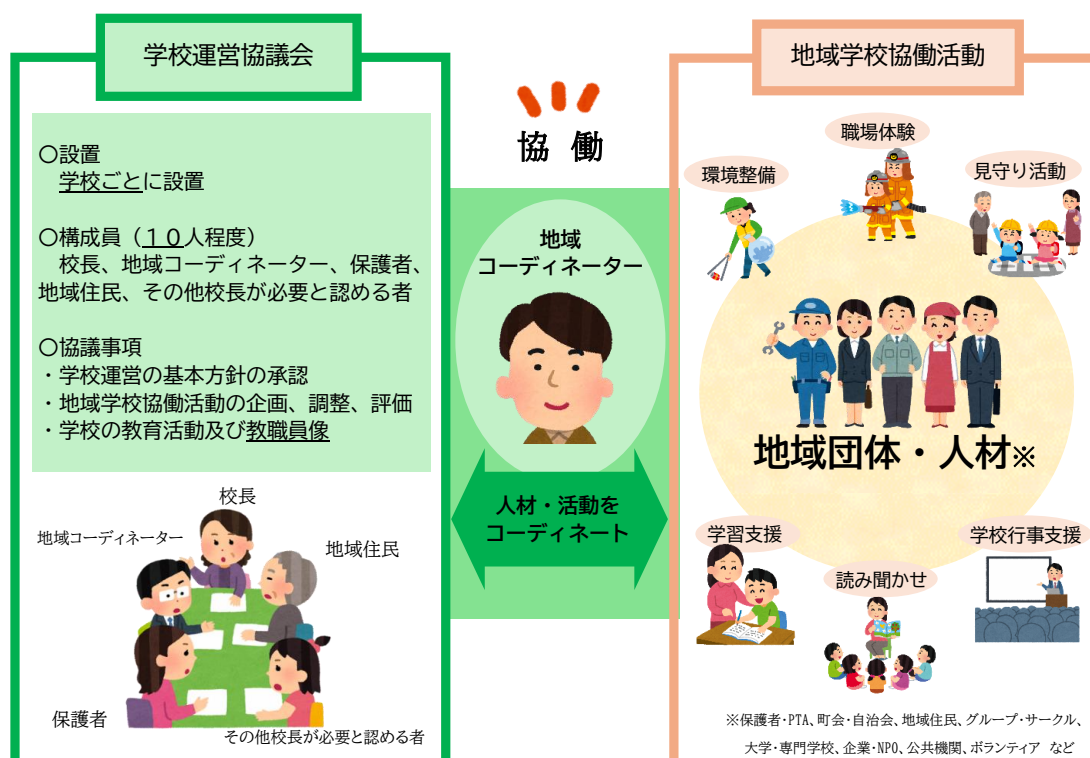 学校運営協議会
〇設置
学校ごとに設置
〇構成員（１０人程度）
校長、地域コーディネーター、保護者、
地域住民、その他校長が必要と認める者
〇協議事項
・学校運営の基本方針の承認
・地域学校協働活動の企画、調整、評価
・学校の教育活動及び教職員像
校長
地域コーディネーター
地域住民
保護者
その他校長が必要と認める者
協 働
地域
コーディネーター
人材・活動を
コーディネート
地域学校協働活動
職場体験
環境整備
見守り活動
地域団体・人材※
学習支援
学校行事支援
読み聞かせ
※保護者・PTA、町会・自治会、地域住民、グループ・サークル、
大学・専門学校、企業・NPO、公共機関、ボランティア など